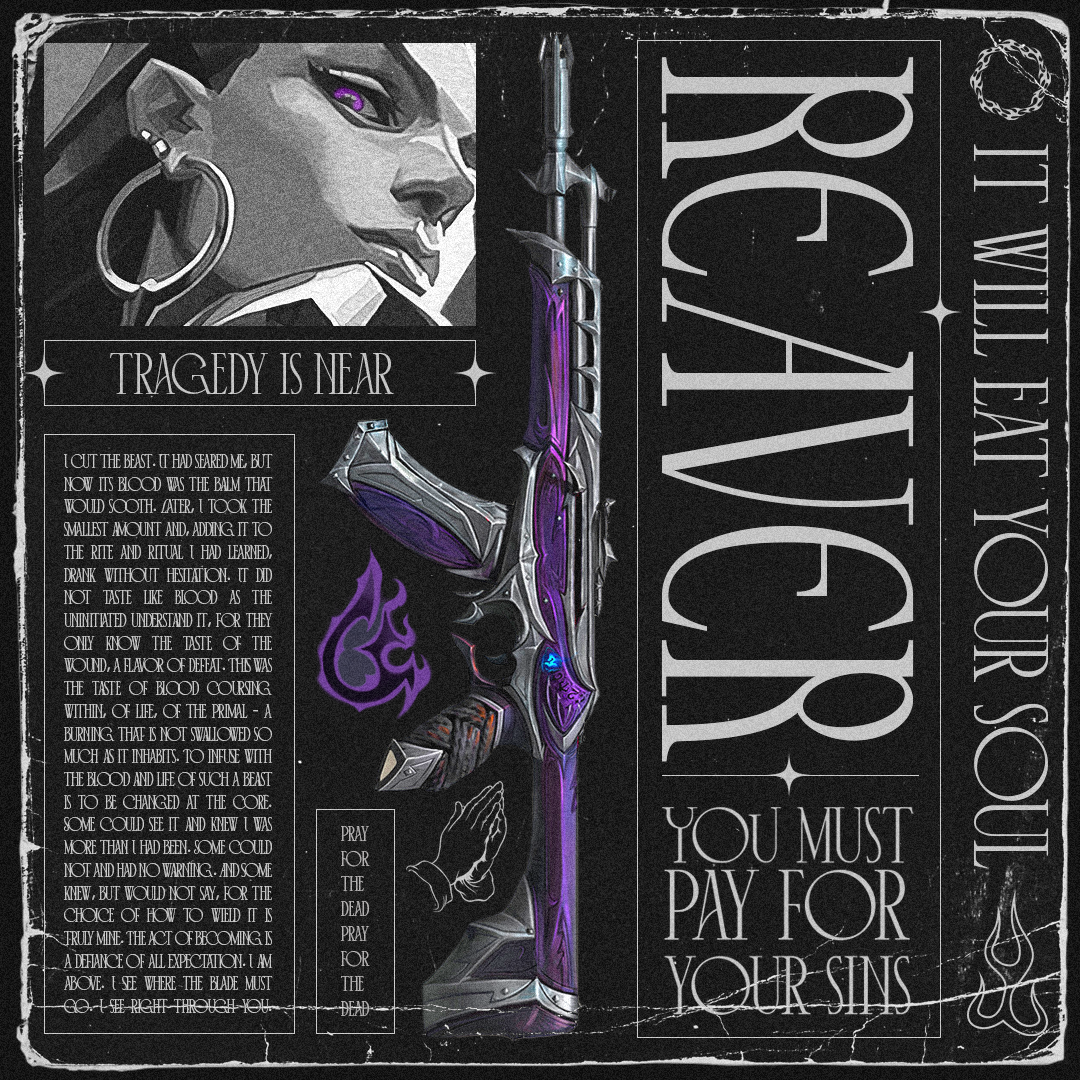 TRAGEDY IS NEAR
I CUT THE BEAST. IT HAD SEARED ME, BUT
NOW ITS BLOOD WAS THE BALM THAT
WOULD SOOTH. LATER, I TOOK THE
SMALLEST AMOUNT AND, ADDING IT TO
THE RITE AND RITUAL I HAD LEARNED,
DRANK WITHOUT HESITATION. IT DID
NOT TASTE LIKE BLOOD AS THE
UNINITIATED UNDERSTAND IT, FOR THEY
ONLY KNOW THE TASTE OF THE
WOUND, A FLAVOR OF DEFEAT. THIS WAS
THE TASTE OF BLOOD COURSING
WITHIN, OF LIFE, OF THE PRIMAL - A
BURNING THAT IS NOT SWALLOWED SO
MUCH AS IT INHABITS. TO INFUSE WITH
THE BLOOD AND LIFE OF SUCH A BEAST
IS TO BE CHANGED AT THE CORE.
SOME COULD SEE IT AND KNEW I WAS
MORE THAN I HAD BEEN. SOME COULD
NOT AND HAD NO WARNING. AND SOME
KNEW, BUT WOULD NOT SAY, FOR THE
CHOICE OF HOW TO WIELD IT IS
TRULY MINE. THE ACT OF BECOMING IS
A DEFIANCE OF ALL EXPECTATION. I AM
ABOVE. I SEE WHERE THE BLADE MUST
GO. I SEE RIGHT THROUGH YOU.
PRAY
FOR
THE
DEAD
PRAY
FOR
THE
DEAD
REAVER
YOU MUST
PAY FOR
YOUR SINS
IT WILL EAT YOUR SOUL